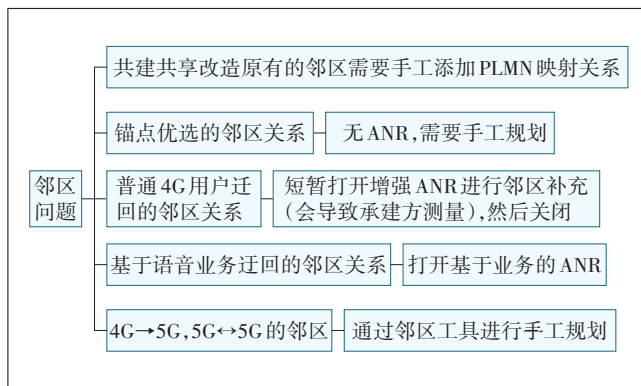 邻区
问题
共建共享改造原有的邻区需要手工添加PLMN映射关系
锚点优选的邻区关系
无ANR,需要手工规划
普通4G用户迁
回的邻区关系
短暂打开增强ANR进行邻区补充
(会导致承建方测量),然后关闭
基于语音业务迁回的邻区关系
打开基于业务的ANR
4G→5G,5G↔5G的邻区
通过邻区工具进行手工规划